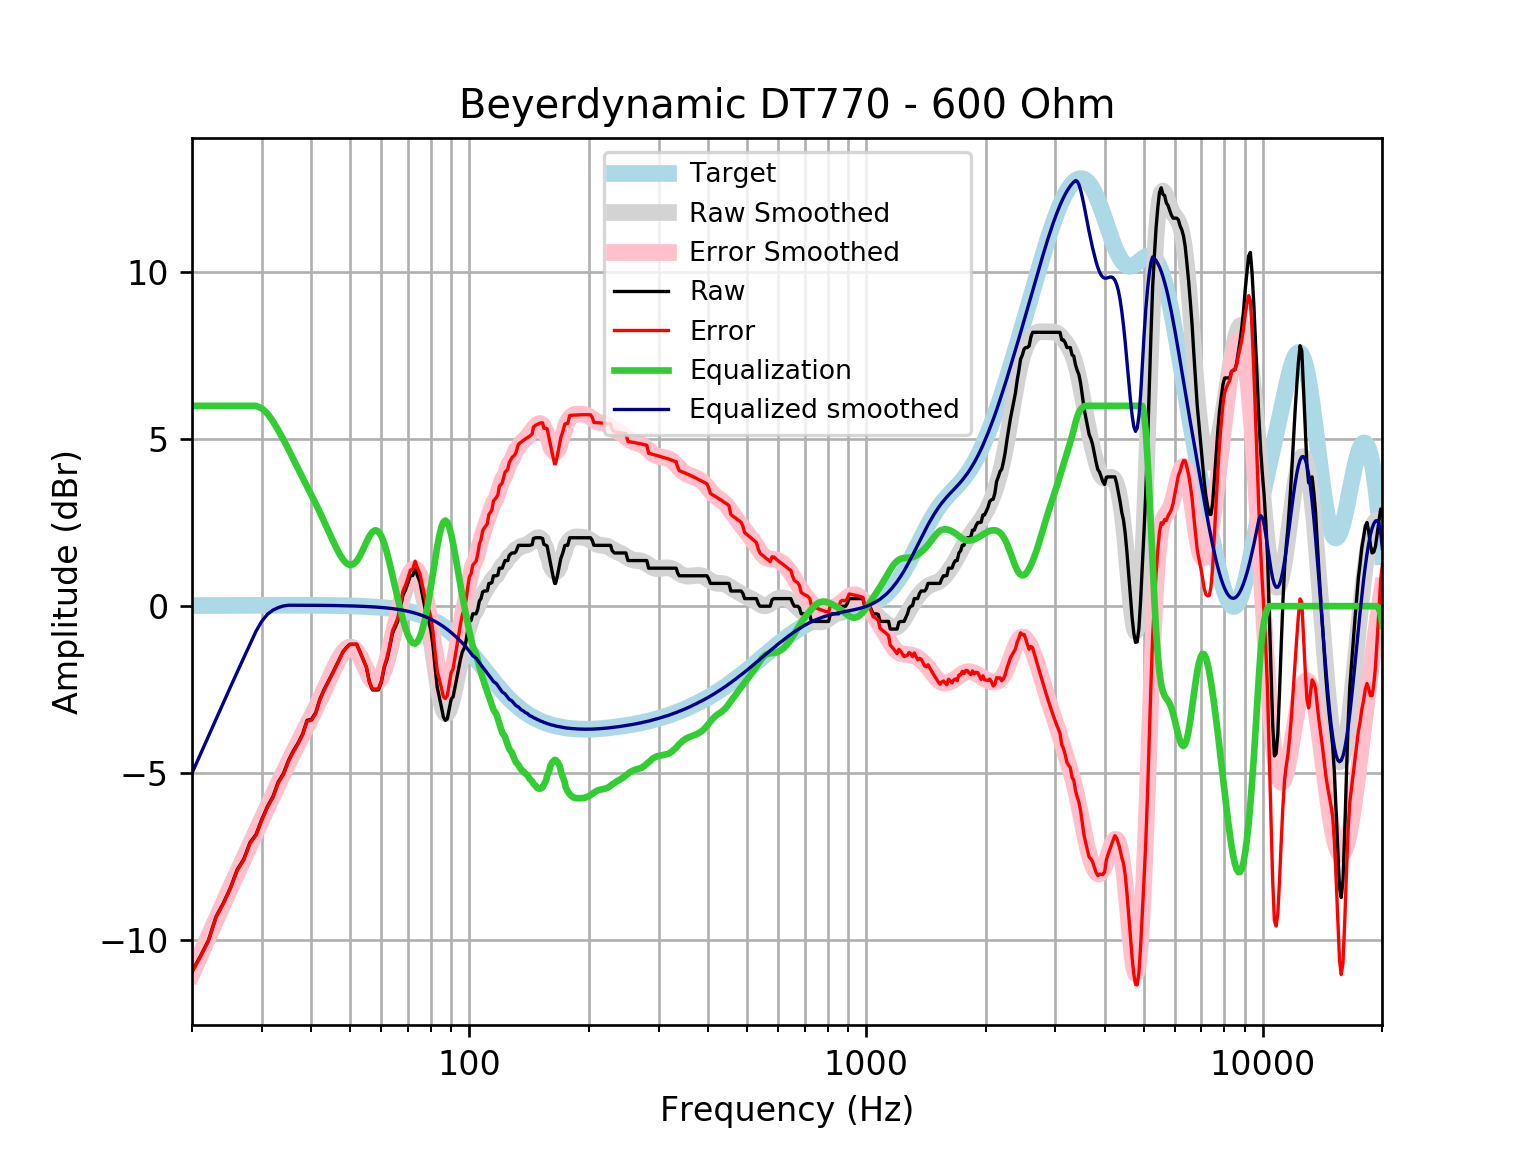 Beyerdynamic DT770 - 600 Ohm
Target
Raw Smoothed
Error Smoothed
Raw
Error
Equalization
Equalized smoothed
10
5
0
−5
−10
Amplitude (dBr)
100 1000 10000
Frequency (Hz)